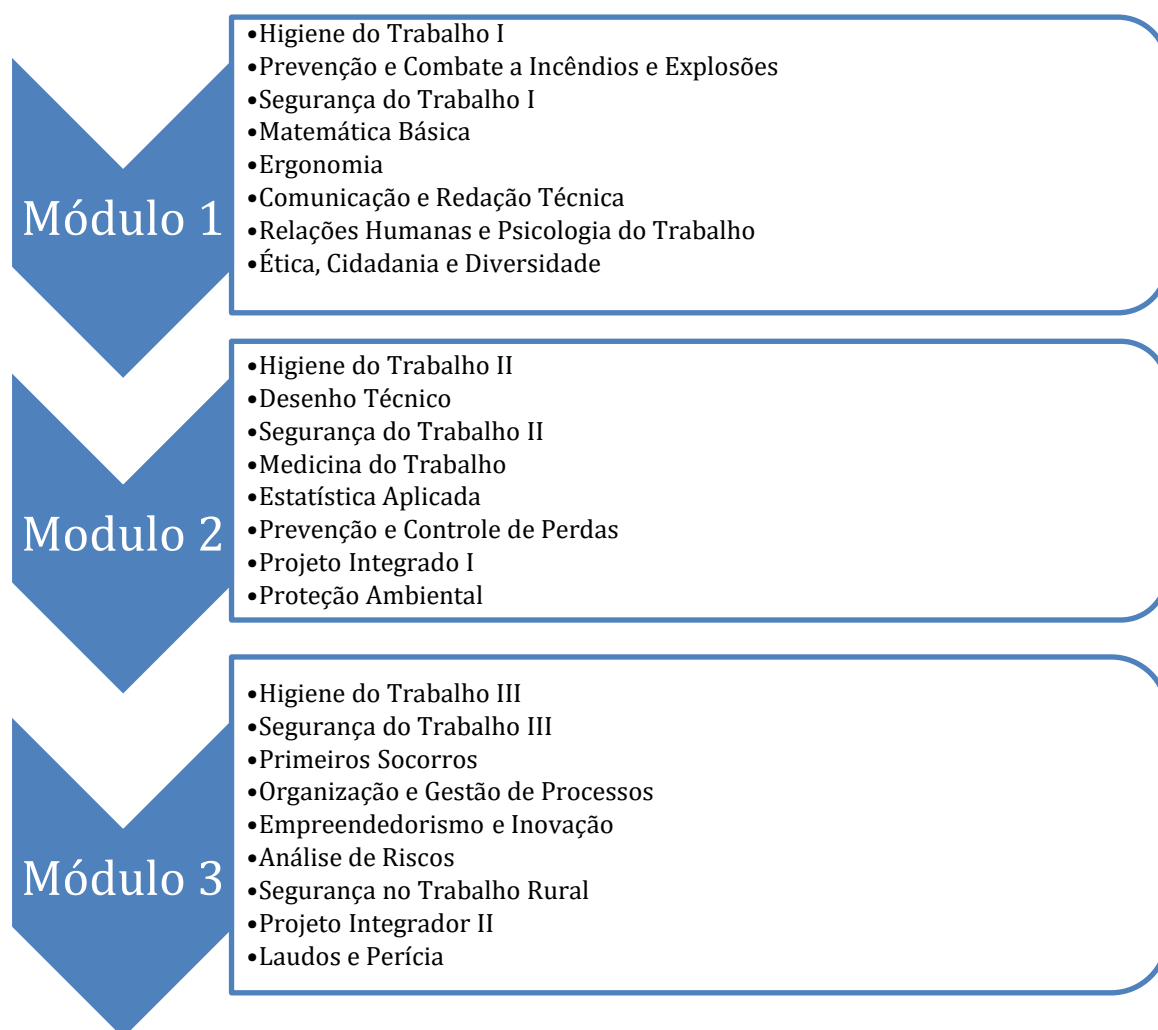 Módulo 1
•Higiene do Trabalho I
•Prevenção e Combate a Incêndios e Explosões
•Segurança do Trabalho I
•Matemática Básica
•Ergonomia
•Comunicação e Redação Técnica
•Relações Humanas e Psicologia do Trabalho
•Ética, Cidadania e Diversidade
Modulo 2
•Higiene do Trabalho II
•Desenho Técnico
•Segurança do Trabalho II
•Medicina do Trabalho
•Estatística Aplicada
•Prevenção e Controle de Perdas
•Projeto Integrado I
•Proteção Ambiental
Módulo 3
•Higiene do Trabalho III
•Segurança do Trabalho III
•Primeiros Socorros
•Organização e Gestão de Processos
•Empreendedorismo e Inovação
•Análise de Riscos
•Segurança no Trabalho Rural
•Projeto Integrador II
•Laudos e Perícia